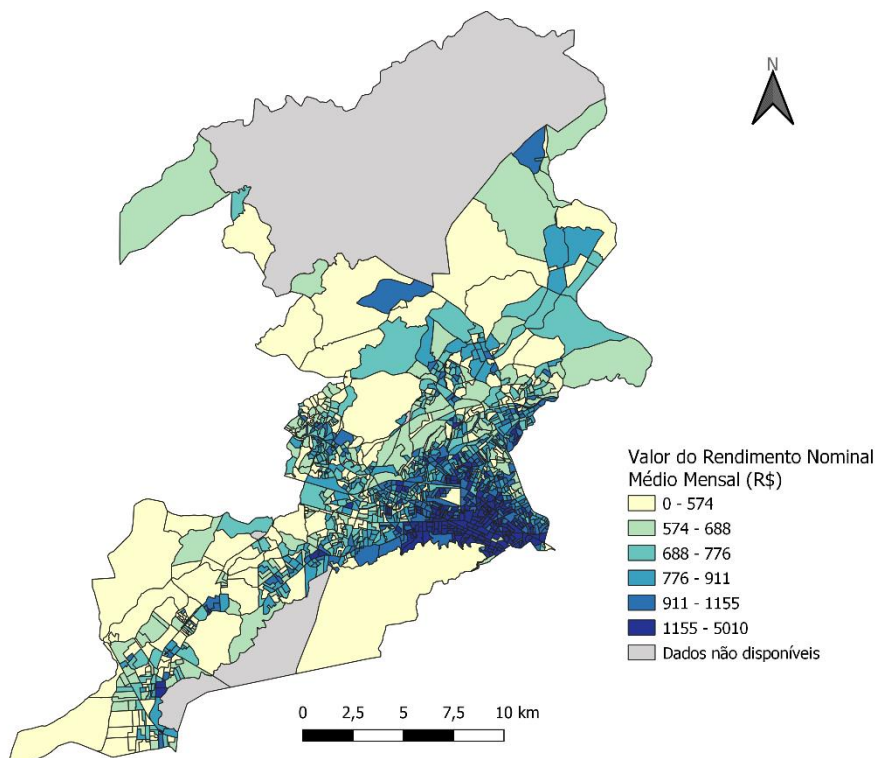 N
Valor do Rendimento Nominal
Médio Mensal (R$)
0 - 574
574 - 688
688 - 776
776 - 911
911 - 1155
1155 - 5010
Dados não disponíveis
0 2,5 5 7,5 10 km